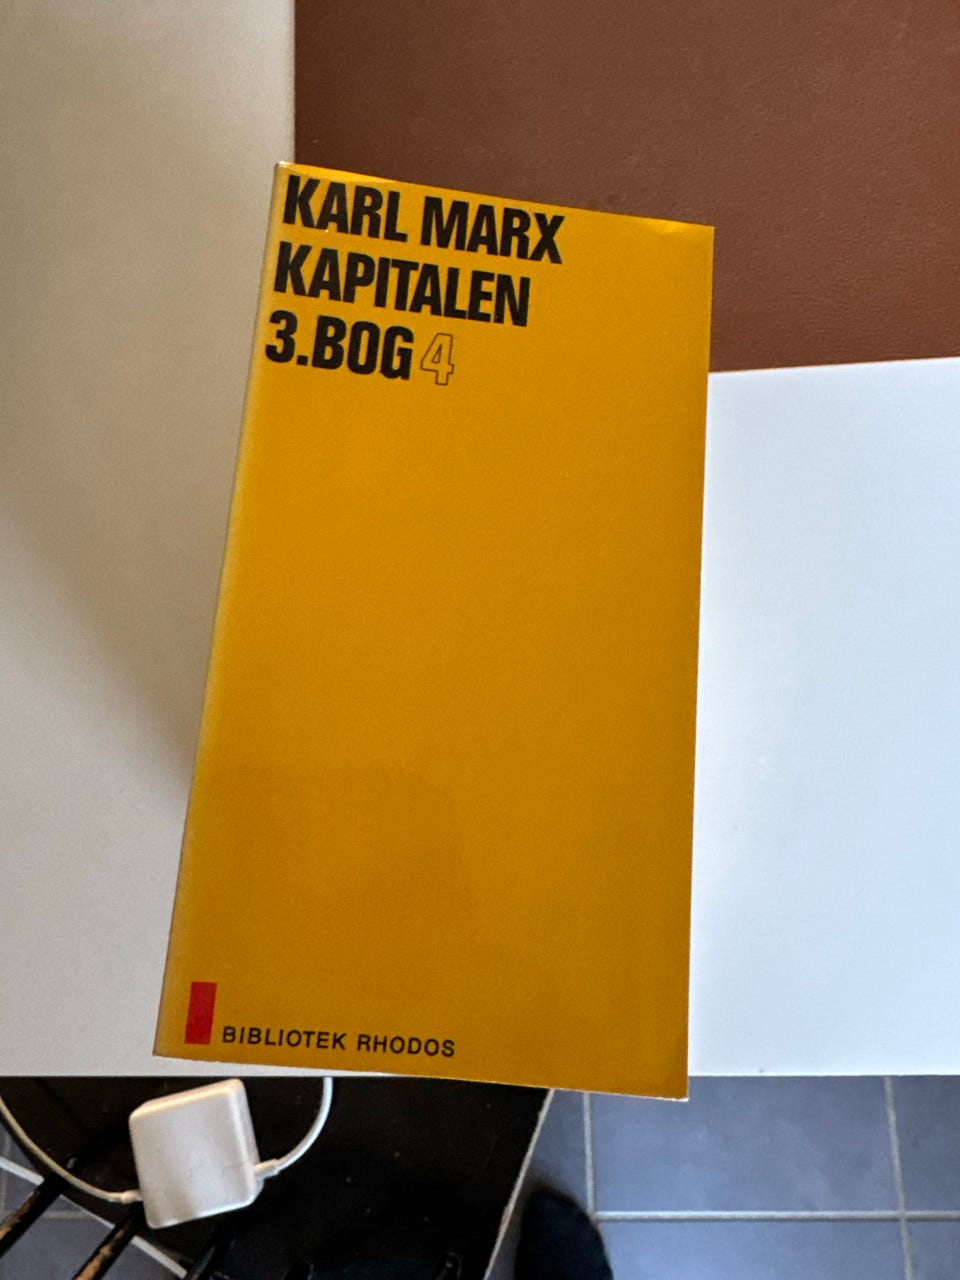 KARL MARX
KAPITALEN
3.BOG 4
BIBLIOTEK RHODOS